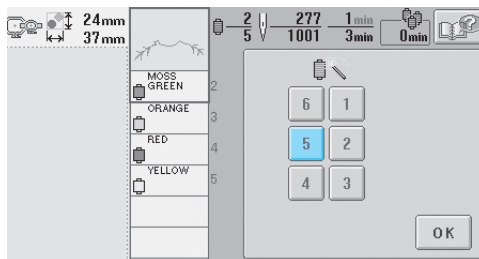 24mm
37mm
2 277 1min
5 1001 3min 0min
MOSS
GREEN 2
ORANGE 3
RED 4
YELLOW 5
6 1
5 2
4 3
OK